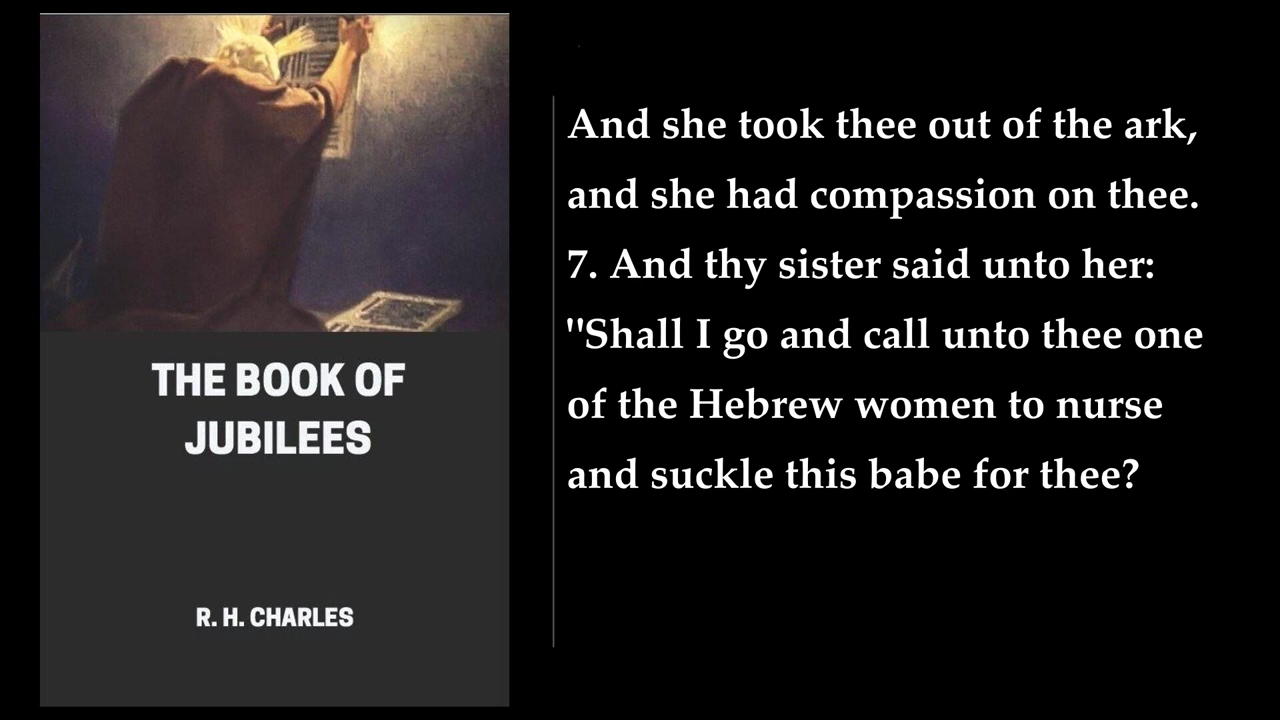 THE BOOK OF
JUBILEES
R. H. CHARLES
And she took thee out of the ark,
and she had compassion on thee.
7. And thy sister said unto her:
"Shall I go and call unto thee one
of the Hebrew women to nurse
and suckle this babe for thee?